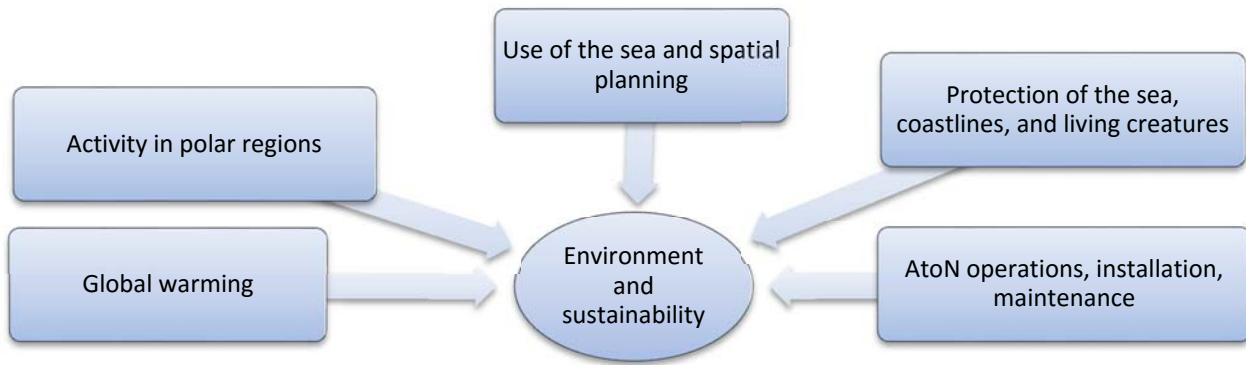 Use of the sea and spatial
planning
Activity in polar regions
Protection of the sea,
coastlines, and living creatures
Global warming
Environment
and
sustainability
AtoN operations, installation,
maintenance